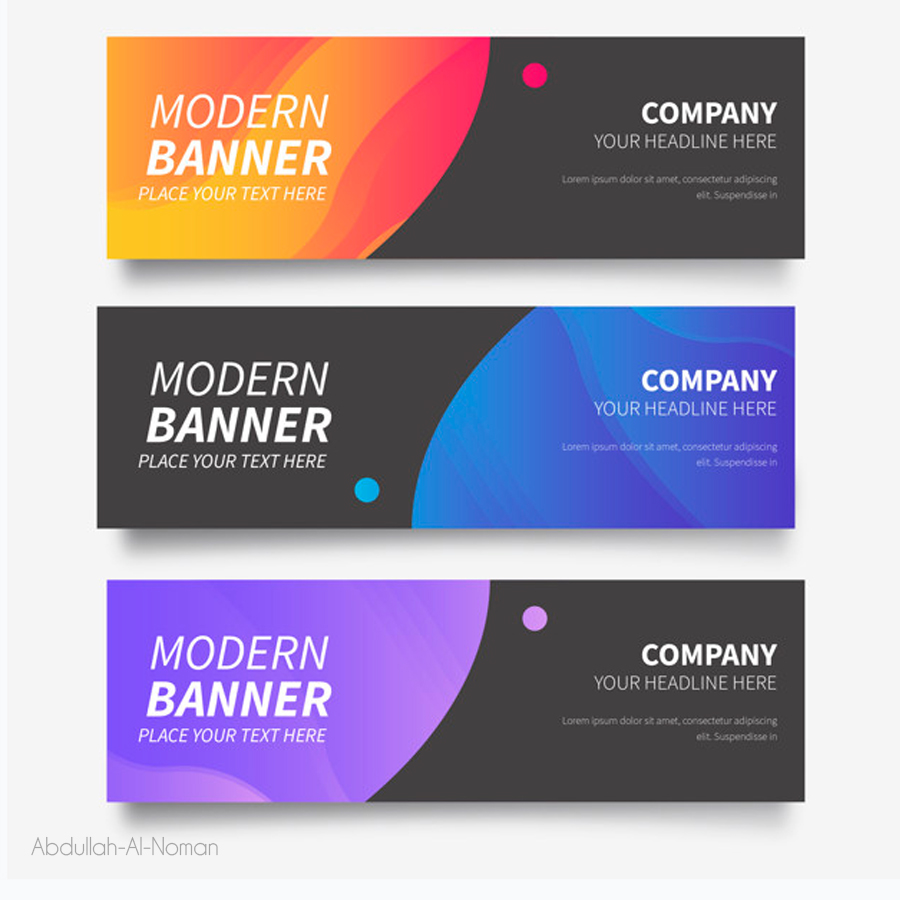 MODERN
BANNER
PLACE YOUR TEXT HERE
COMPANY
YOUR HEADLINE HERE
Lorem ipsum dolor sit amet, consectetur adipiscing
elit. Suspendisse in
MODERN
BANNER
PLACE YOUR TEXT HERE
COMPANY
YOUR HEADLINE HERE
Lorem ipsum dolor sit amet, consectetur adipiscing
elit. Suspendisse in
MODERN
BANNER
PLACE YOUR TEXT HERE
COMPANY
YOUR HEADLINE HERE
Lorem ipsum dolor sit amet, consectetur adipiscing
elit. Suspendisse in
Abdullah-Al-Noman